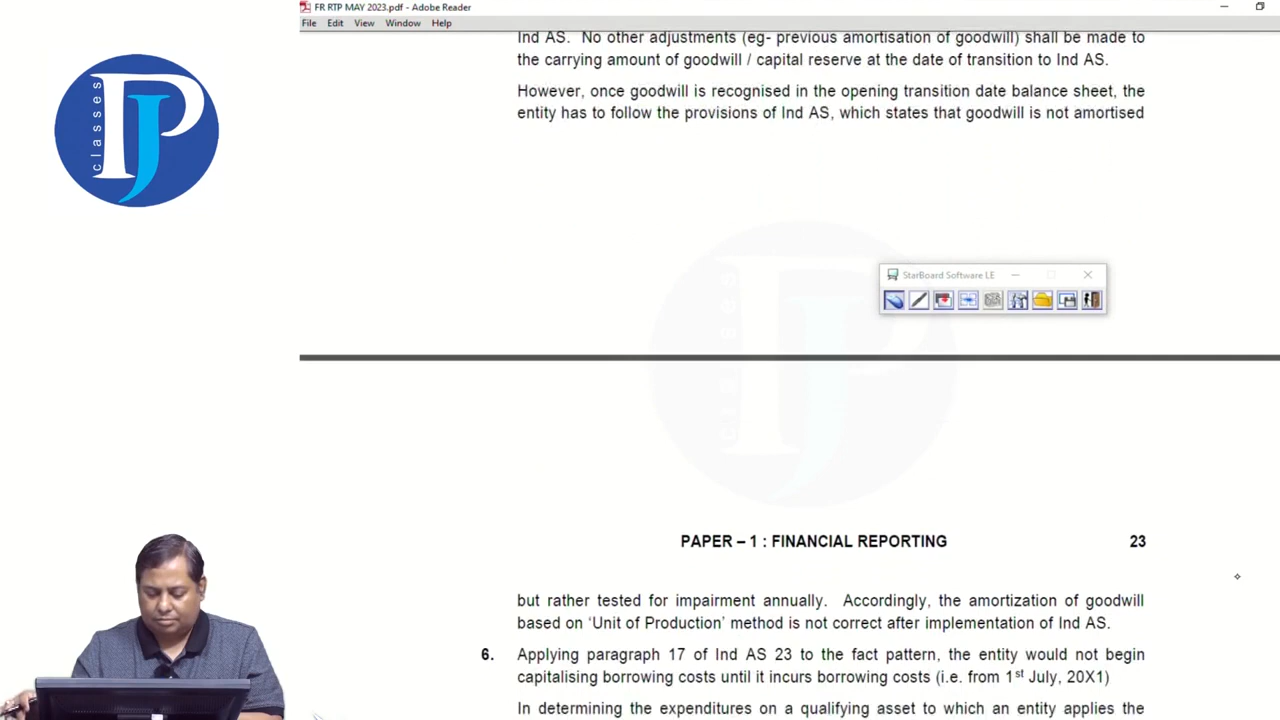 FR RTP MAY 2023.pdf - Adobe Reader
File Edit View Window Help
classes
PJ
Ind AS. No other adjustments (eg- previous amortisation of goodwill) shall be made to
the carrying amount of goodwill / capital reserve at the date of transition to Ind AS.
However, once goodwill is recognised in the opening transition date balance sheet, the
entity has to follow the provisions of Ind AS, which states that goodwill is not amortised
StarBoard Software LE
PAPER – 1 : FINANCIAL REPORTING 23
but rather tested for impairment annually. Accordingly, the amortization of goodwill
based on ‘Unit of Production’ method is not correct after implementation of Ind AS.
6. Applying paragraph 17 of Ind AS 23 to the fact pattern, the entity would not begin
capitalising borrowing costs until it incurs borrowing costs (i.e. from 1st July, 20X1)
In determining the expenditures on a qualifying asset to which an entity applies the